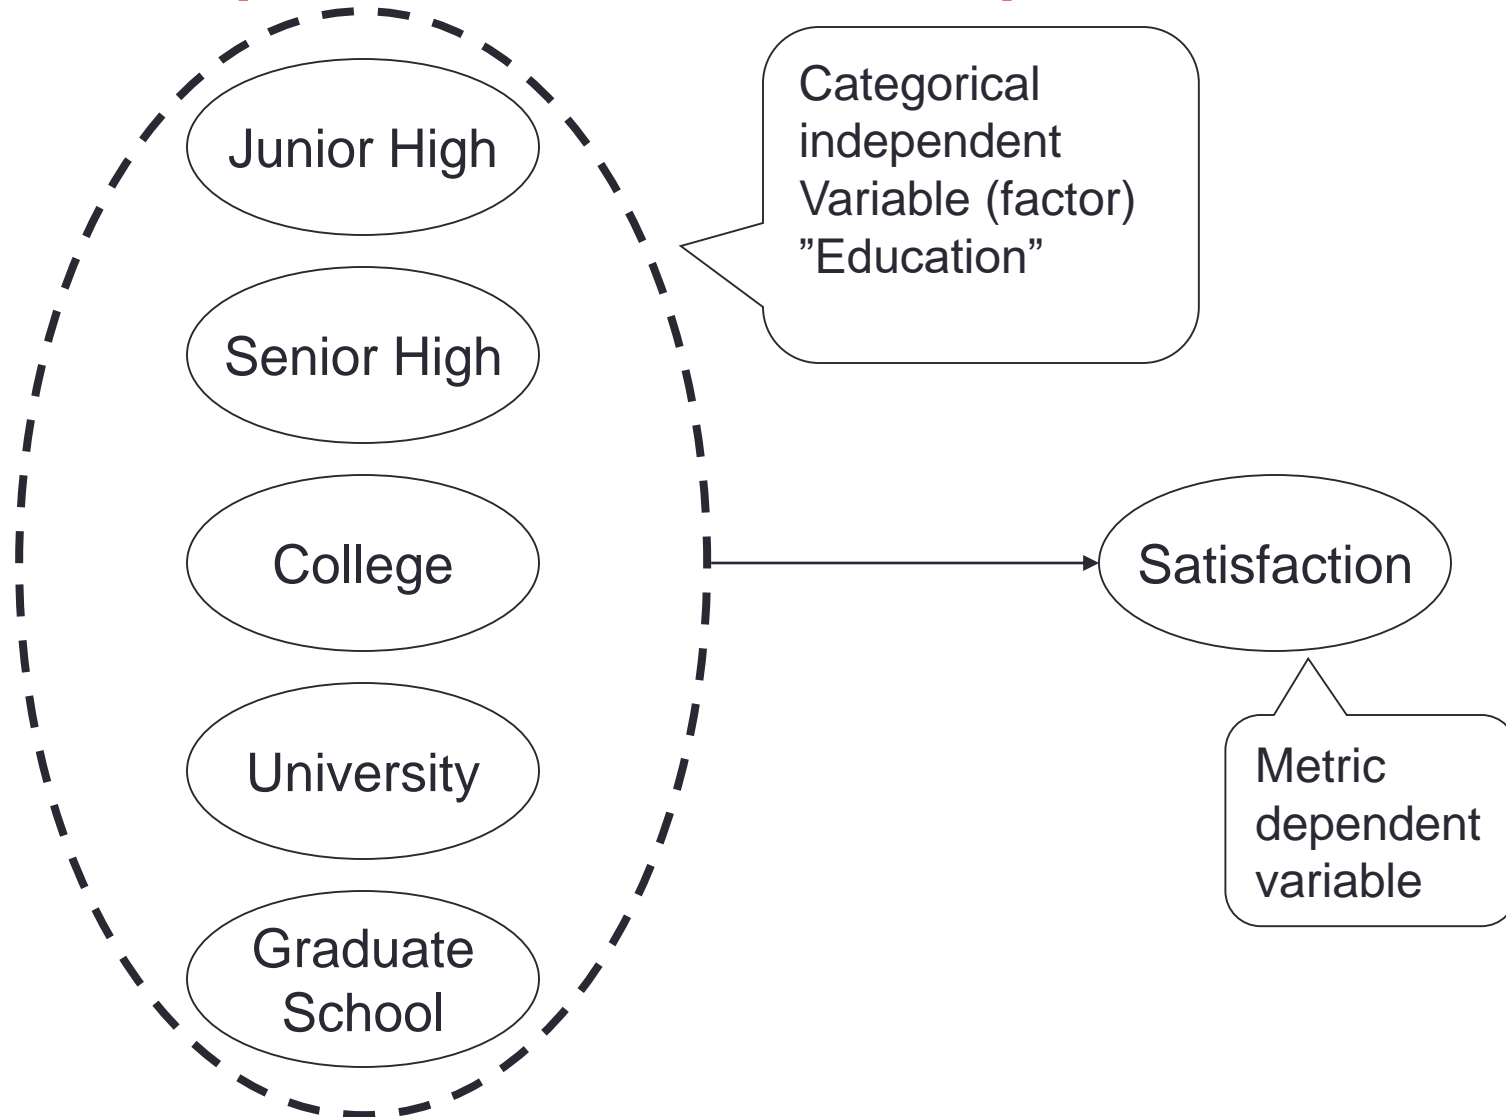 Junior High
Senior High
College
University
Graduate
School
Categorical
independent
Variable (factor)
”Education”
Satisfaction
Metric
dependent
variable